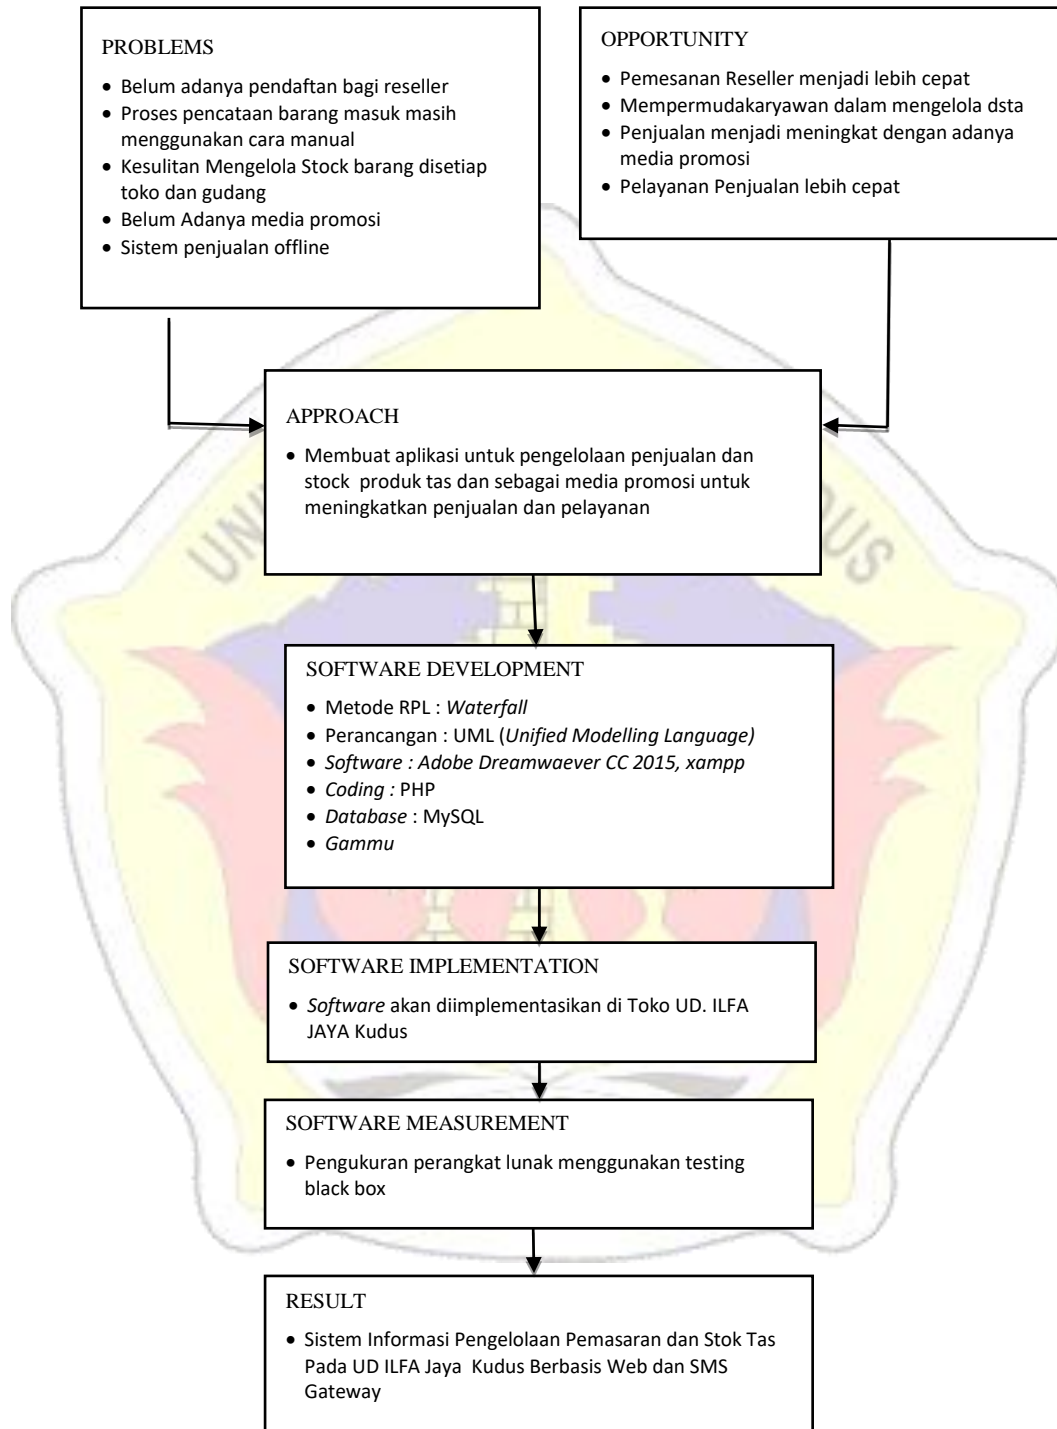 PROBLEMS
• Belum adanya pendaftan bagi reseller
• Proses pencataan barang masuk masih
menggunakan cara manual
• Kesulitan Mengelola Stock barang disetiap
toko dan gudang
• Belum Adanya media promosi
• Sistem penjualan offline
OPPORTUNITY
• Pemesanan Reseller menjadi lebih cepat
• Mempermudakaryawan dalam mengelola dsta
• Penjualan menjadi meningkat dengan adanya
media promosi
• Pelayanan Penjualan lebih cepat
APPROACH
• Membuat aplikasi untuk pengelolaan penjualan dan
stock produk tas dan sebagai media promosi untuk
meningkatkan penjualan dan pelayanan
SOFTWARE DEVELOPMENT
• Metode RPL : Waterfall
• Perancangan : UML (Unified Modelling Language)
• Software : Adobe Dreamwaever CC 2015, xampp
• Coding : PHP
• Database : MySQL
• Gammu
SOFTWARE IMPLEMENTATION
• Software akan diimplementasikan di Toko UD. ILFA
JAYA Kudus
SOFTWARE MEASUREMENT
• Pengukuran perangkat lunak menggunakan testing
black box
RESULT
• Sistem Informasi Pengelolaan Pemasaran dan Stok Tas
Pada UD ILFA Jaya Kudus Berbasis Web dan SMS
Gateway